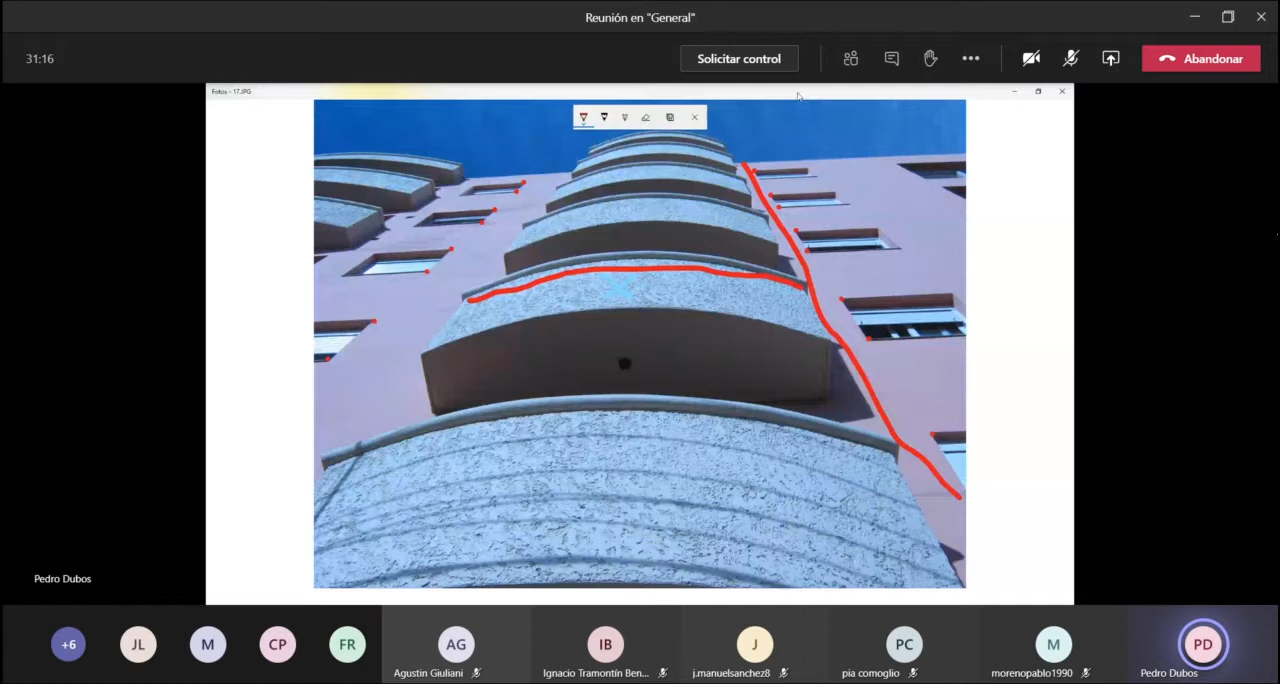 Reunión en "General"
31:16
Solicitar control
Abandonar
Fotos - 17.JPG
Pedro Dubos
+6
JL
M
CP
FR
AG
IB
J
PC
M
PD
Agustin Giuliani
Ignacio Tramontín Ben...
j.manuelsanchez8
pia comoglio
morenopablo1990
Pedro Dubos